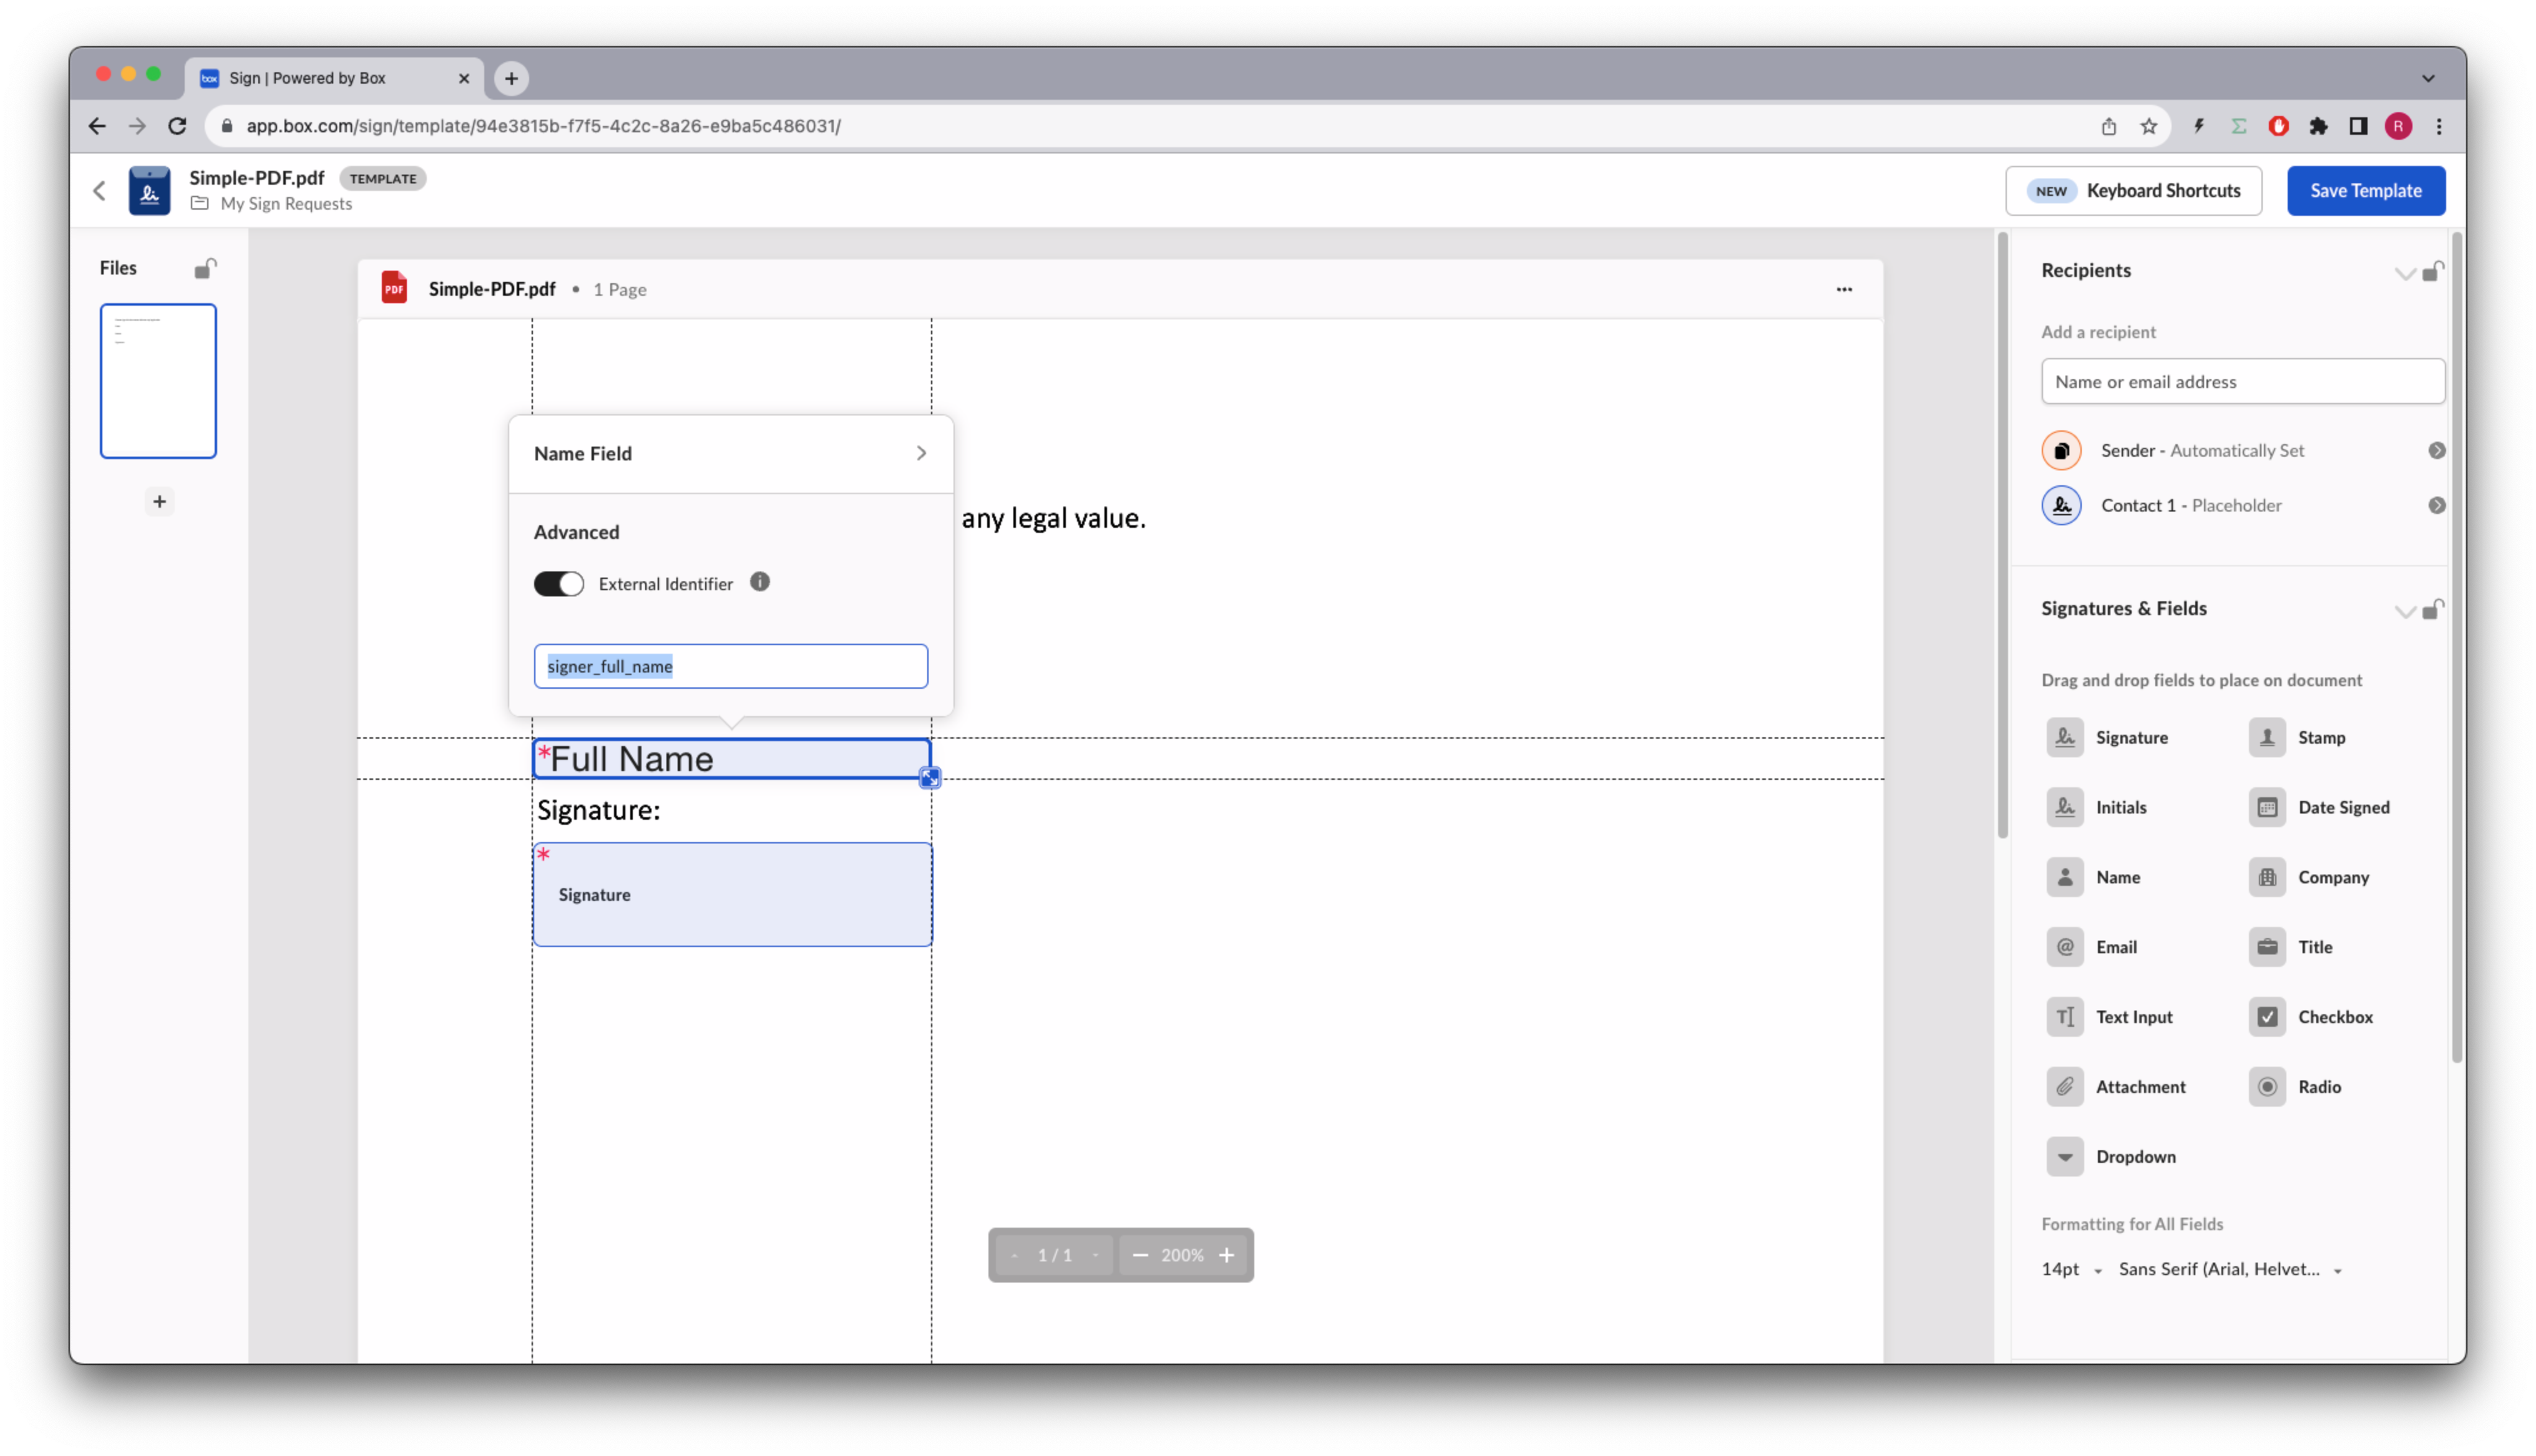 box Sign | Powered by Box
app.box.com/sign/template/94e3815b-f7f5-4c2c-8a26-e9ba5c486031/
R
Simple-PDF.pdf TEMPLATE
My Sign Requests
NEW Keyboard Shortcuts
Save Template
Files
PDF Simple-PDF.pdf • 1 Page
Name Field
Advanced
External Identifier
signer_full_name
any legal value.
*Full Name
Signature:
*
Signature
1 / 1
200%
Recipients
Add a recipient
Name or email address
Sender - Automatically Set
Contact 1 - Placeholder
Signatures & Fields
Drag and drop fields to place on document
Signature
Stamp
Initials
Date Signed
Name
Company
Email
Title
Text Input
Checkbox
Attachment
Radio
Dropdown
Formatting for All Fields
14pt Sans Serif (Arial, Helvet...